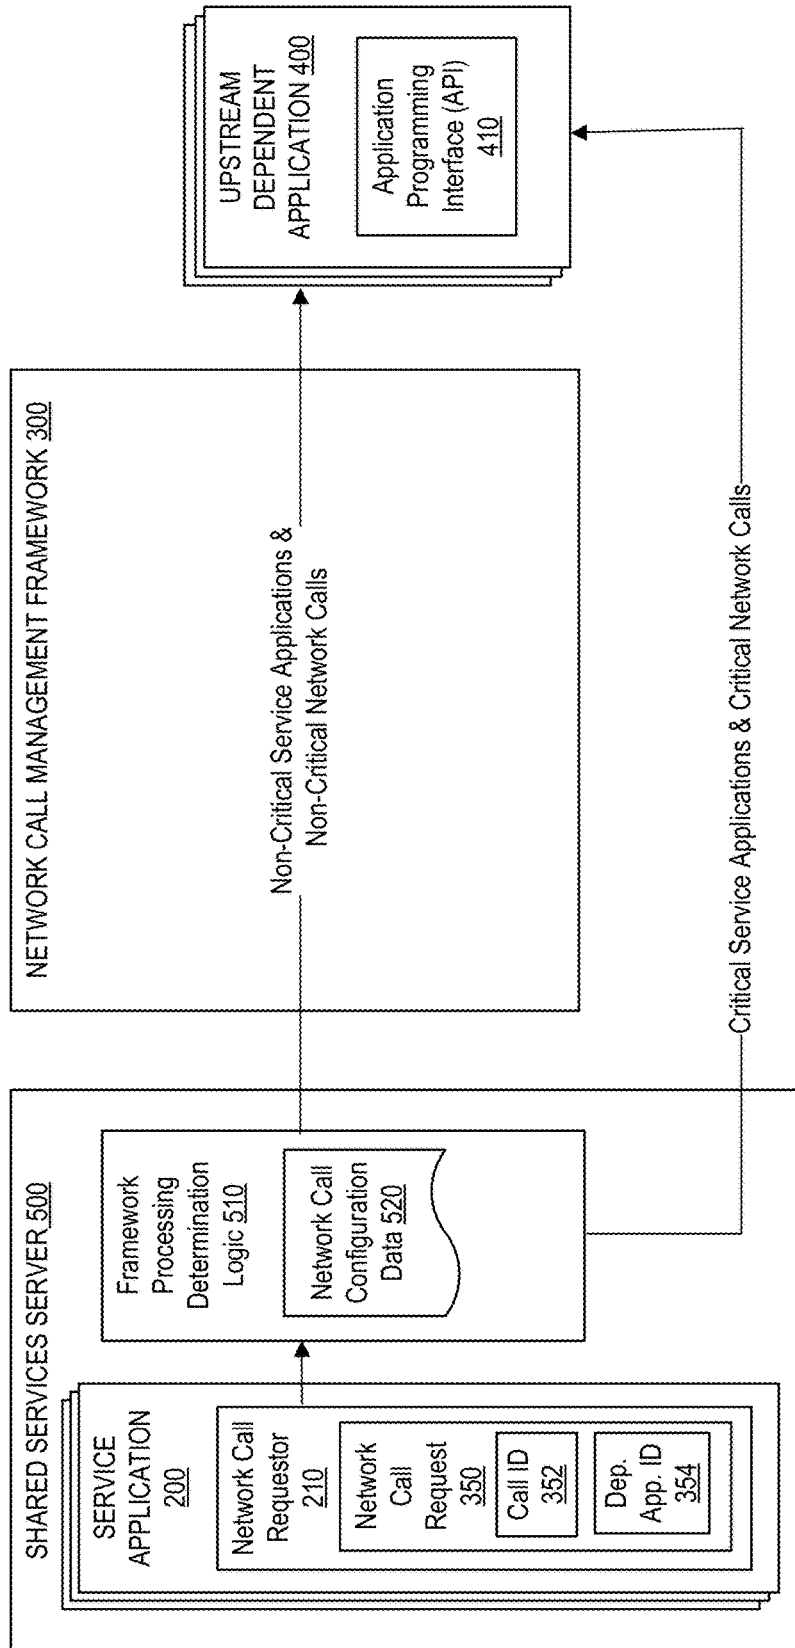 SHARED SERVICES SERVER 500
SERVICE
APPLICATION
200
Network Call
Requestor
210
Network
Call
Request
350
Call ID
352
Dep.
App. ID
354
Framework
Processing
Determination
Logic 510
Network Call
Configuration
Data 520
NETWORK CALL MANAGEMENT FRAMEWORK 300
Non-Critical Service Applications &
Non-Critical Network Calls
Critical Service Applications & Critical Network Calls
UPSTREAM
DEPENDENT
APPLICATION 400
Application
Programming
Interface (API)
410